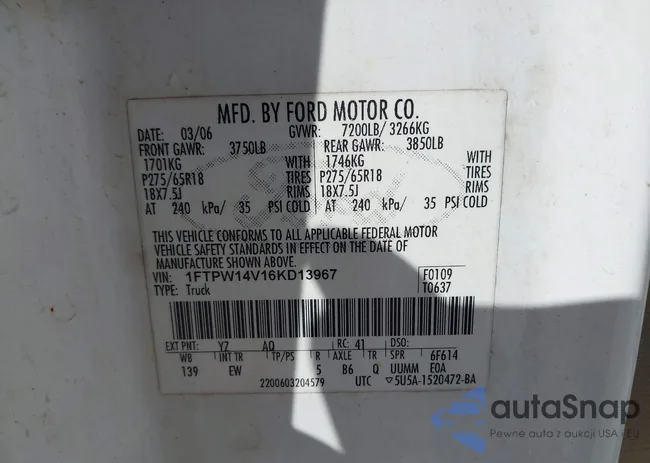 MFD. BY FORD MOTOR CO.
DATE: 03/06 GVWR: 7200LB/ 3266KG
FRONT GAWR: 3750LB REAR GAWR: 3850LB
1701KG WITH 1746KG WITH
P275/65R18 TIRES P275/65R18 TIRES
18X7.5J RIMS 18X7.5J RIMS
AT 240 kPa/ 35 PSI COLD AT 240 kPa/ 35 PSI COLD
THIS VEHICLE CONFORMS TO ALL APPLICABLE FEDERAL MOTOR
VEHICLE SAFETY STANDARDS IN EFFECT ON THE DATE OF
MANUFACTURE SHOWN ABOVE.
VIN: 1FTPW14V16KD13967 F0109
TYPE: Truck T0637
EXT PNT: YZ AQ RC: 41 DSO:
WB INT TR TP/PS R AXLE TR SPR 6F614
139 EW 5 B6 Q UUMM E0A
2200603204579 UTC ▽5U5A-1520472-BA
autaSnap
Pewne auta z aukcji USA - EU